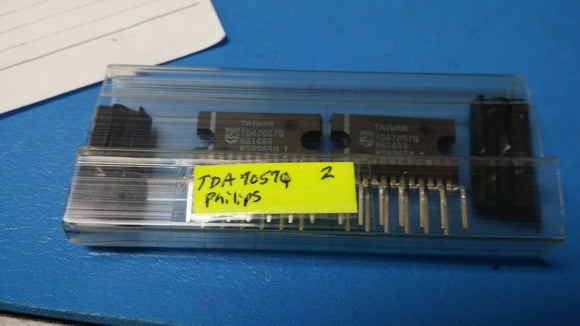 TAIWAN
TDA7057Q
N61489
TAIWAN
TDA7057Q
N61489
TDA 7057Q 2
Philips